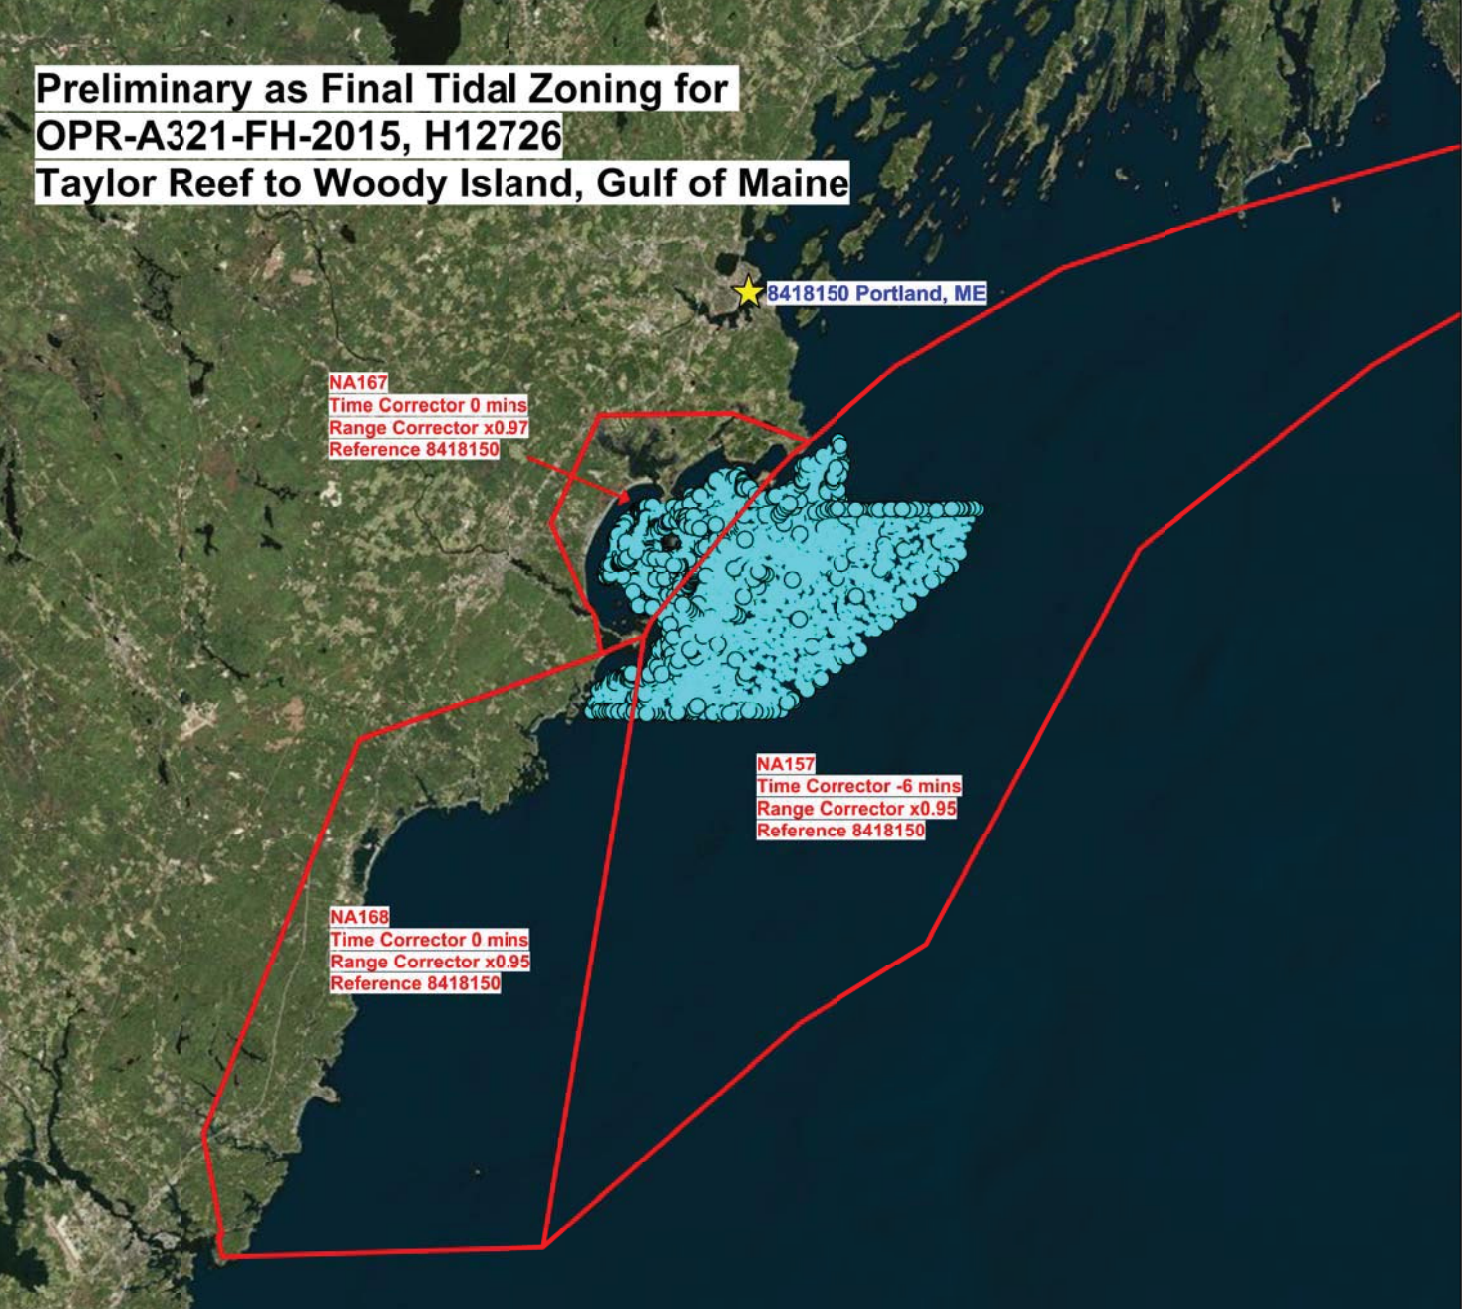 Preliminary as Final Tidal Zoning for
OPR-A321-FH-2015, H12726
Taylor Reef to Woody Island, Gulf of Maine
8418150 Portland, ME
NA167
Time Corrector 0 mins
Range Corrector x0.97
Reference 8418150
NA157
Time Corrector -6 mins
Range Corrector x0.95
Reference 8418150
NA168
Time Corrector 0 mins
Range Corrector x0.95
Reference 8418150